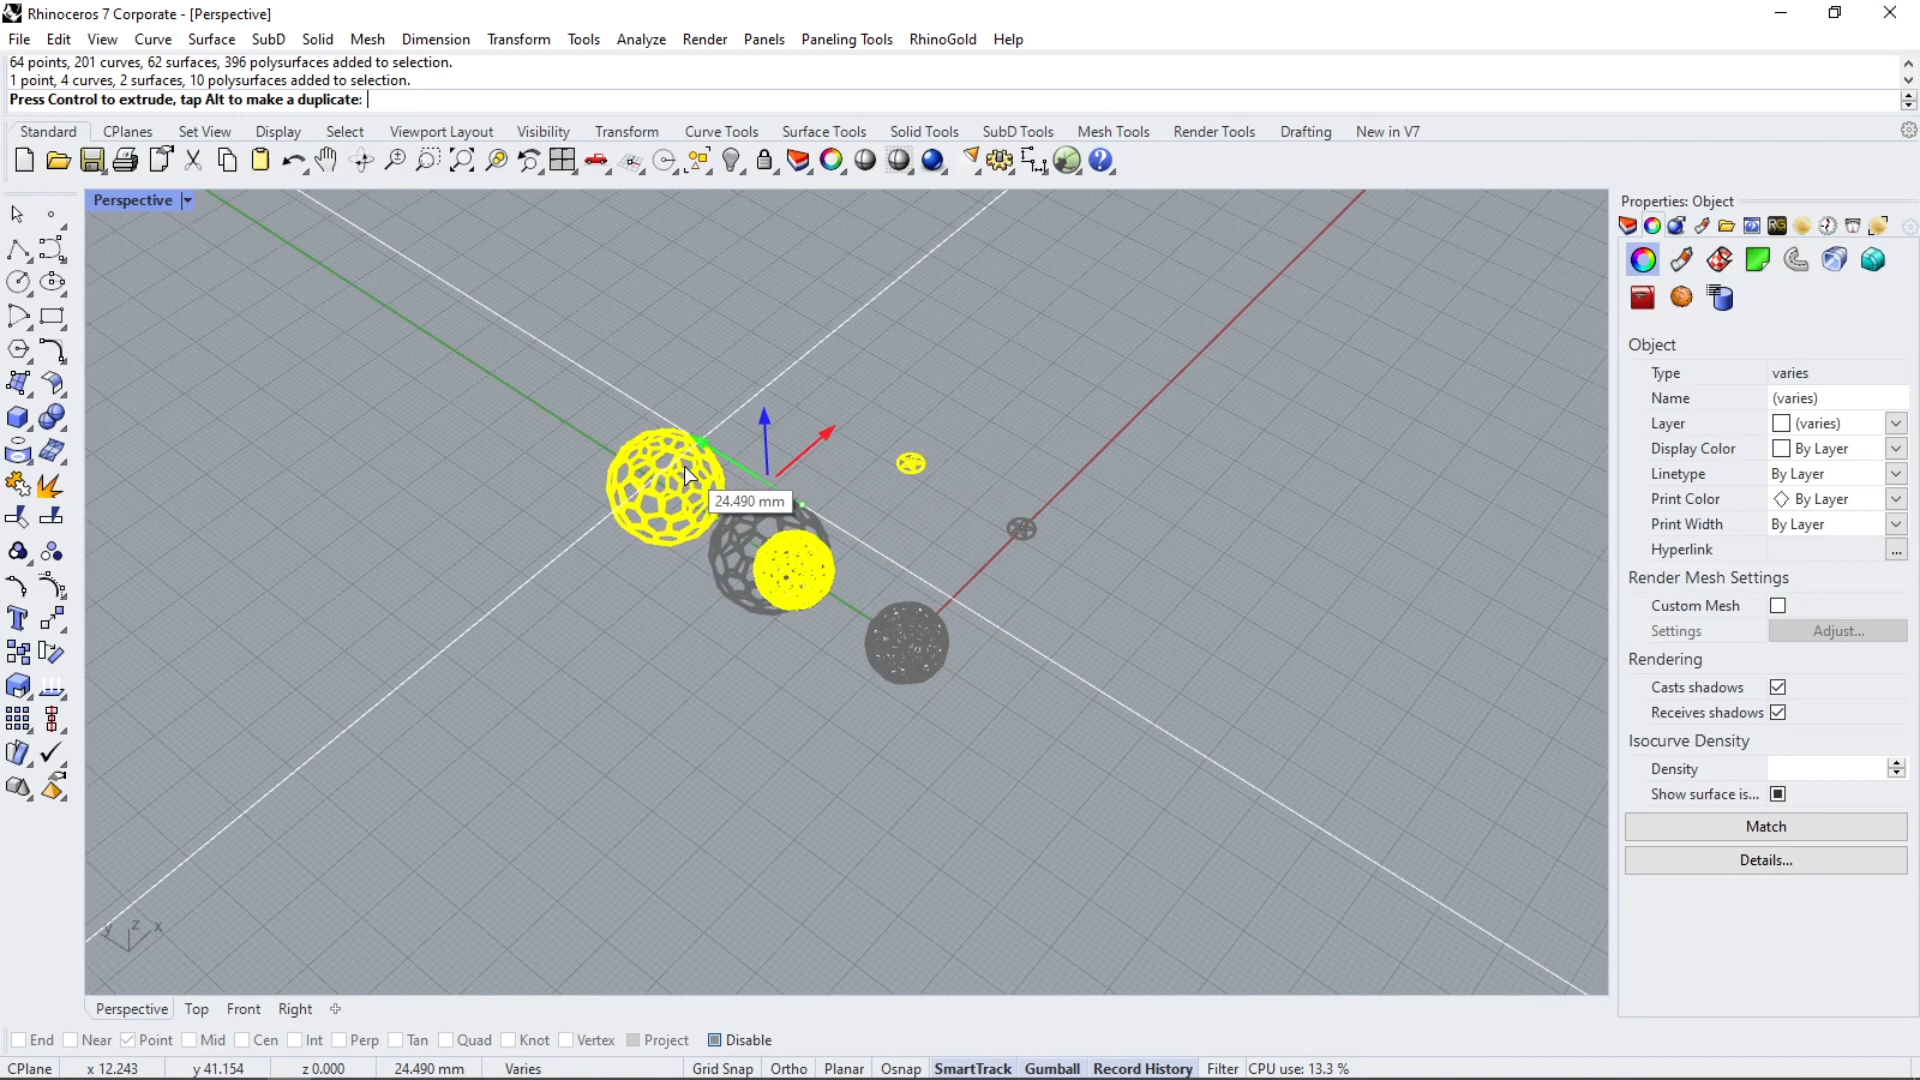 Rhinoceros 7 Corporate - [Perspective]
File Edit View Curve Surface SubD Solid Mesh Dimension Transform Tools Analyze Render Panels Paneling Tools RhinoGold Help
64 points, 201 curves, 62 surfaces, 396 polysurfaces added to selection.
1 point, 4 curves, 2 surfaces, 10 polysurfaces added to selection.
Press Control to extrude, tap Alt to make a duplicate:
Standard CPlanes Set View Display Select Viewport Layout Visibility Transform Curve Tools Surface Tools Solid Tools SubD Tools Mesh Tools Render Tools Drafting New in V7
Perspective
24.490 mm
y z x
Properties: Object
RG
Object
Type varies
Name (varies)
Layer (varies)
Display Color By Layer
Linetype By Layer
Print Color By Layer
Print Width By Layer
Hyperlink ...
Render Mesh Settings
Custom Mesh
Settings Adjust...
Rendering
Casts shadows
Receives shadows
Isocurve Density
Density
Show surface is...
Match
Details...
Perspective Top Front Right
End Near Point Mid Cen Int Perp Tan Quad Knot Vertex Project Disable
CPlane x 12.243 y 41.154 z 0.000 24.490 mm Varies Grid Snap Ortho Planar Osnap SmartTrack Gumball Record History Filter CPU use: 13.3 %